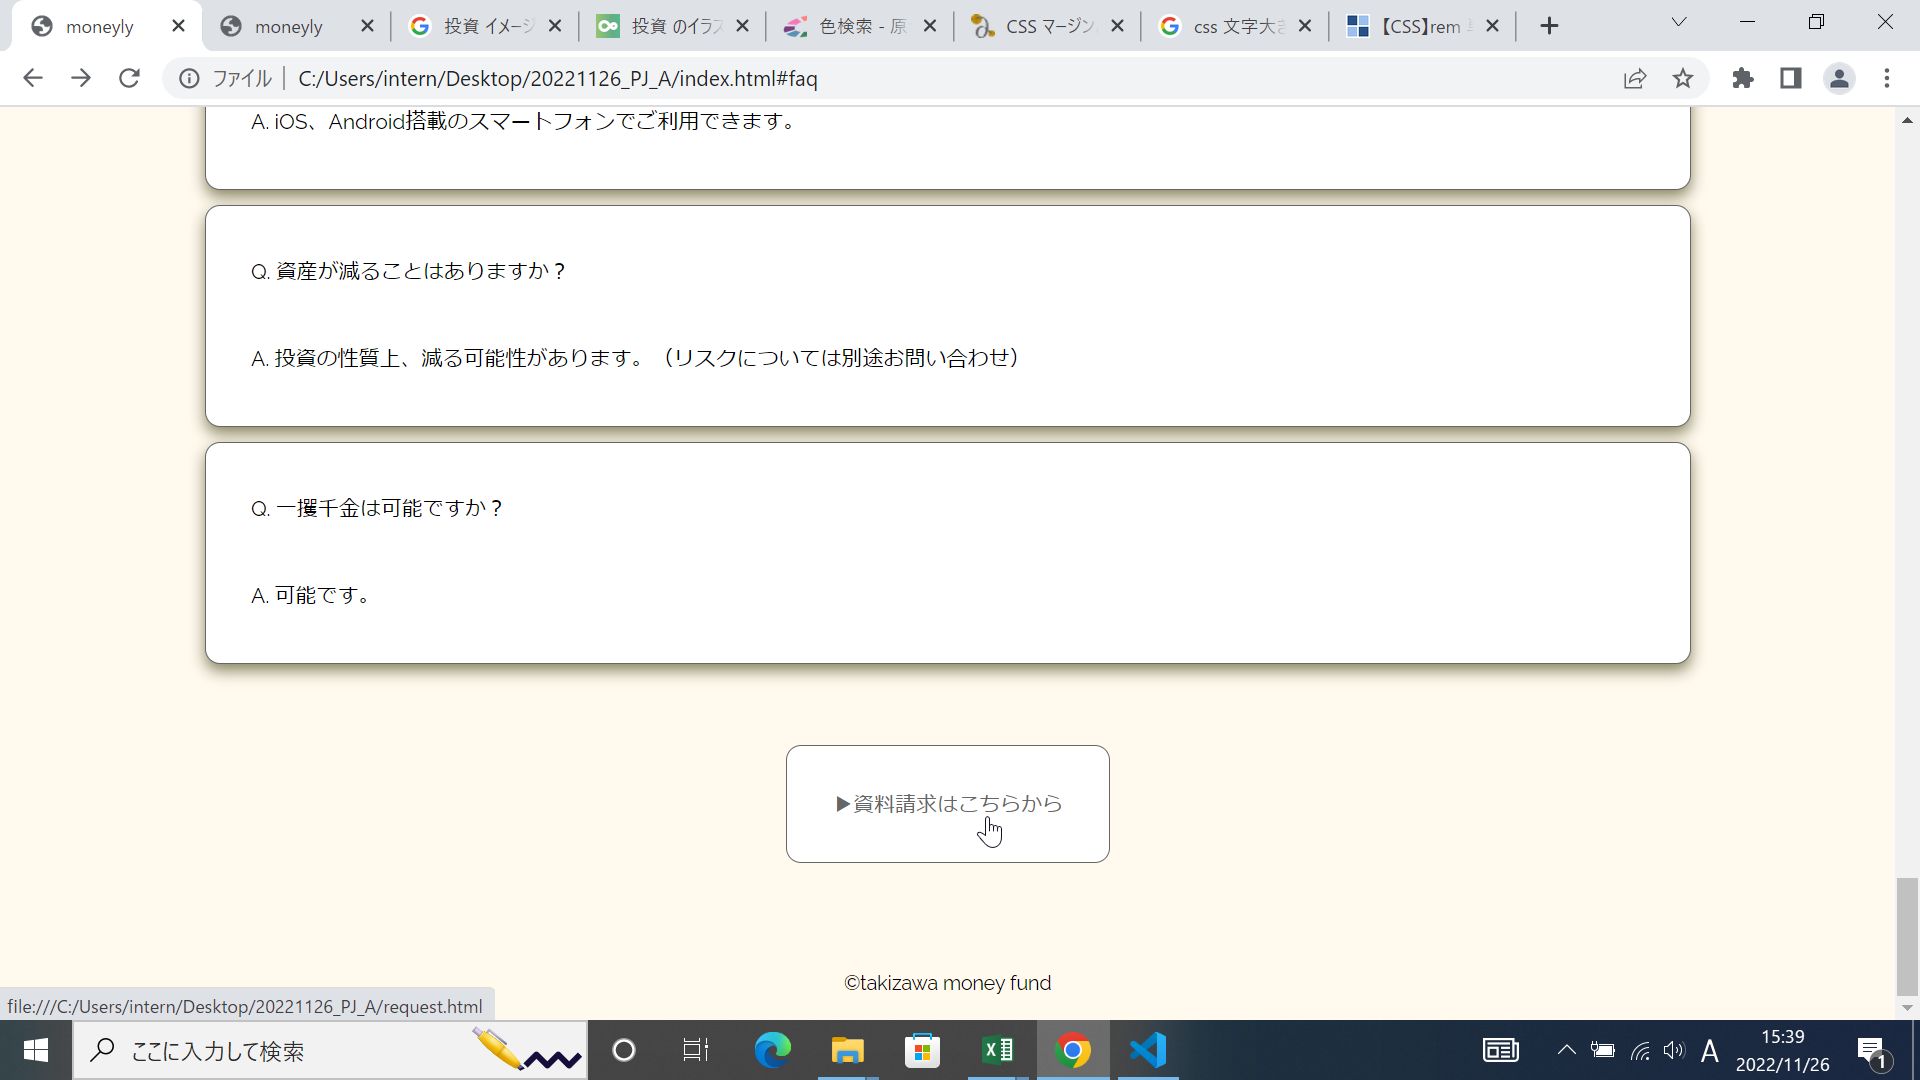 moneyly
moneyly
投資 イメージ
投資 のイラス
色検索 - 原
CSS マージン
css 文字大き
【CSS】rem
ファイル
C:/Users/intern/Desktop/20221126_PJ_A/index.html#faq
A. iOS、Android搭載のスマートフォンでご利用できます。
Q. 資産が減ることはありますか？
A. 投資の性質上、減る可能性があります。（リスクについては別途お問い合わせ）
Q. 一攫千金は可能ですか？
A. 可能です。
▶資料請求はこちらから
©takizawa money fund
file:///C:/Users/intern/Desktop/20221126_PJ_A/request.html
ここに入力して検索
A
15:39
2022/11/26
1